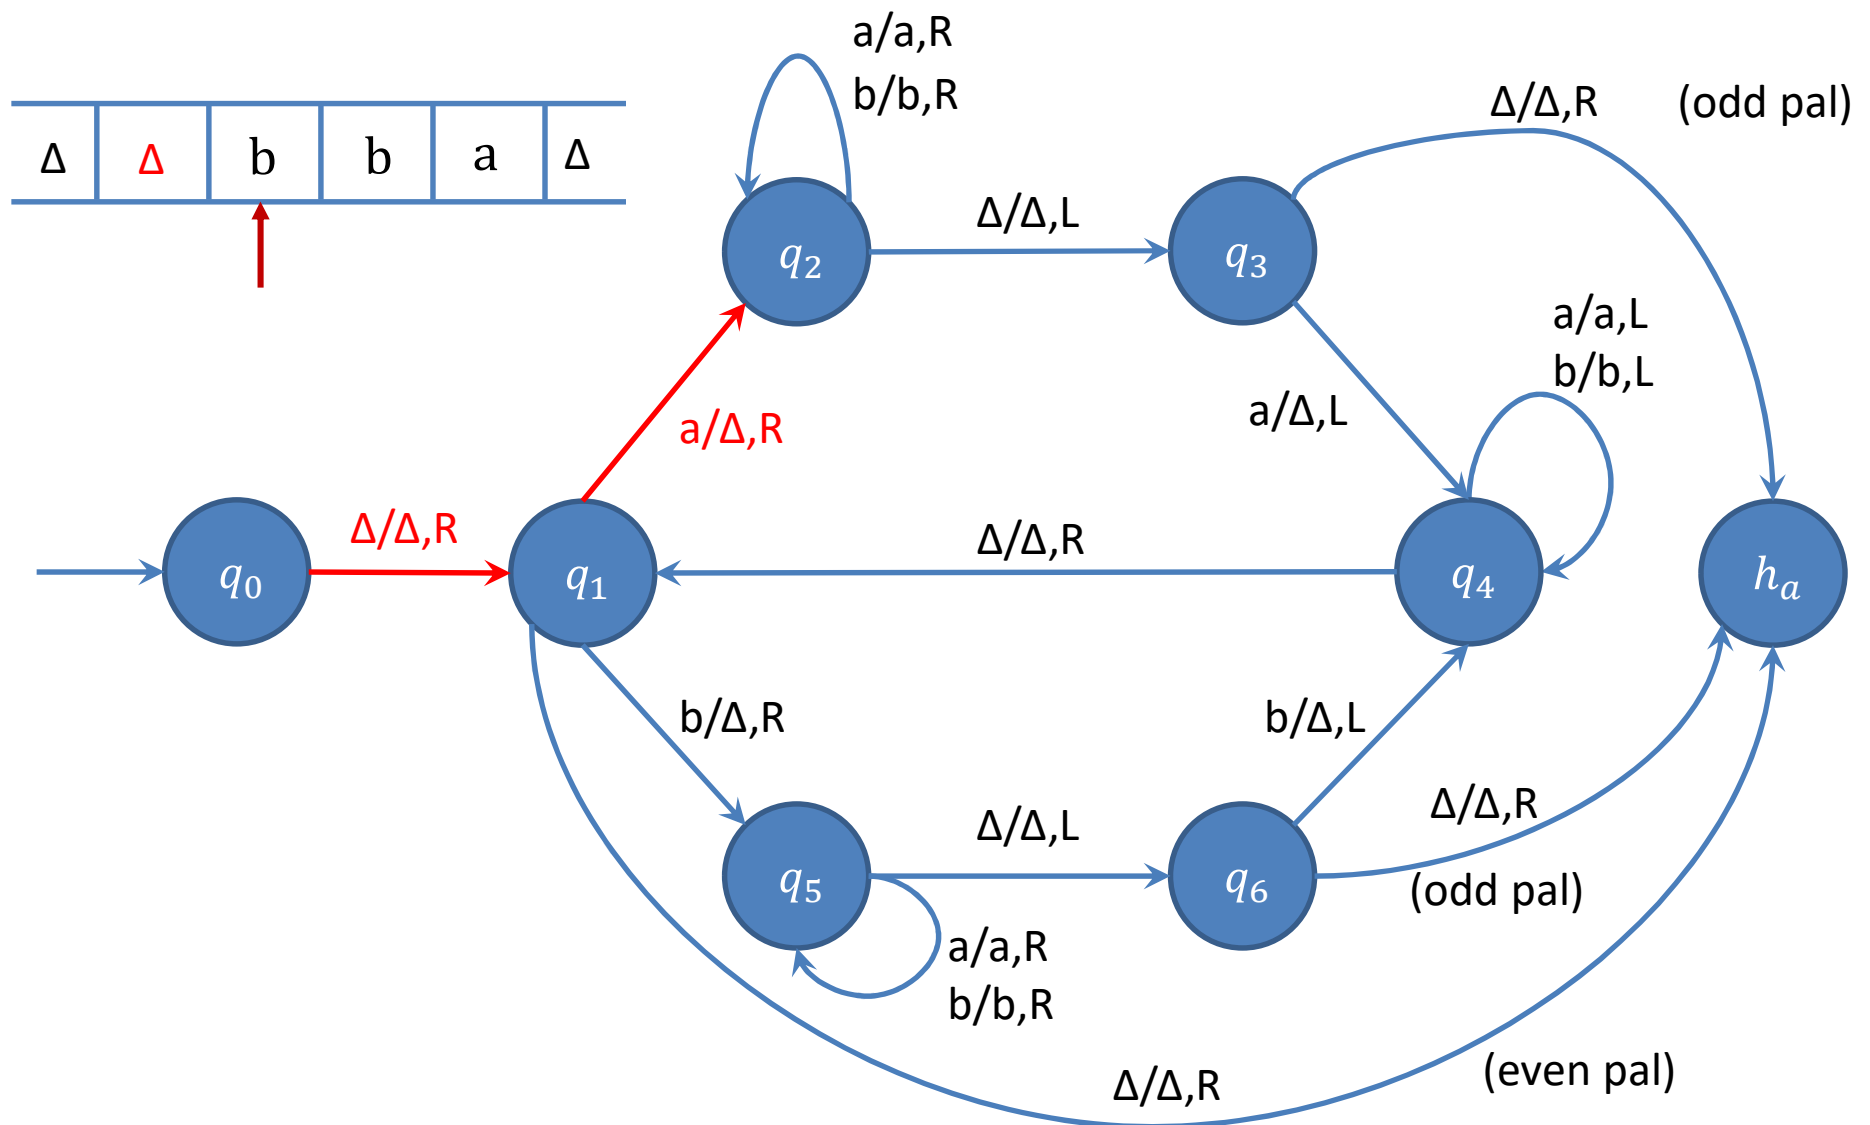 a/a,R
b/b,R
Δ/Δ,R
(odd pal)
Δ Δ b b a Δ
Δ/Δ,L
q2
q3
a/a,L
b/b,L
a/Δ,R
a/Δ,L
Δ/Δ,R
Δ/Δ,R
q0
q1
q4
ha
b/Δ,R
b/Δ,L
Δ/Δ,L
Δ/Δ,R
q5
q6
(odd pal)
a/a,R
b/b,R
Δ/Δ,R
(even pal)